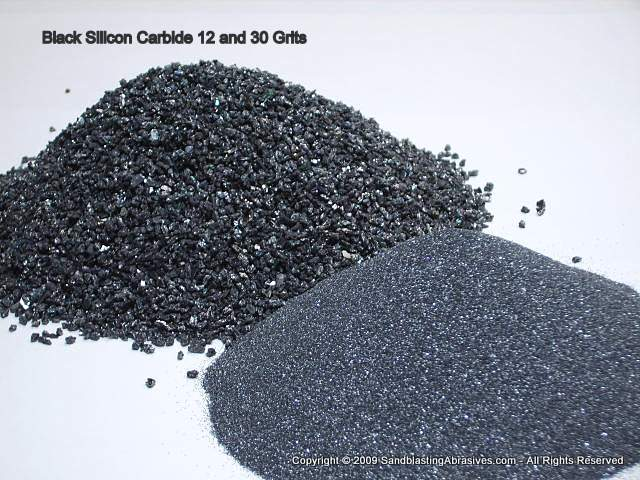 Black Silicon Carbide 12 and 30 Grits
Copyright © 2009 SandblastingAbrasives.com - All Rights Reserved